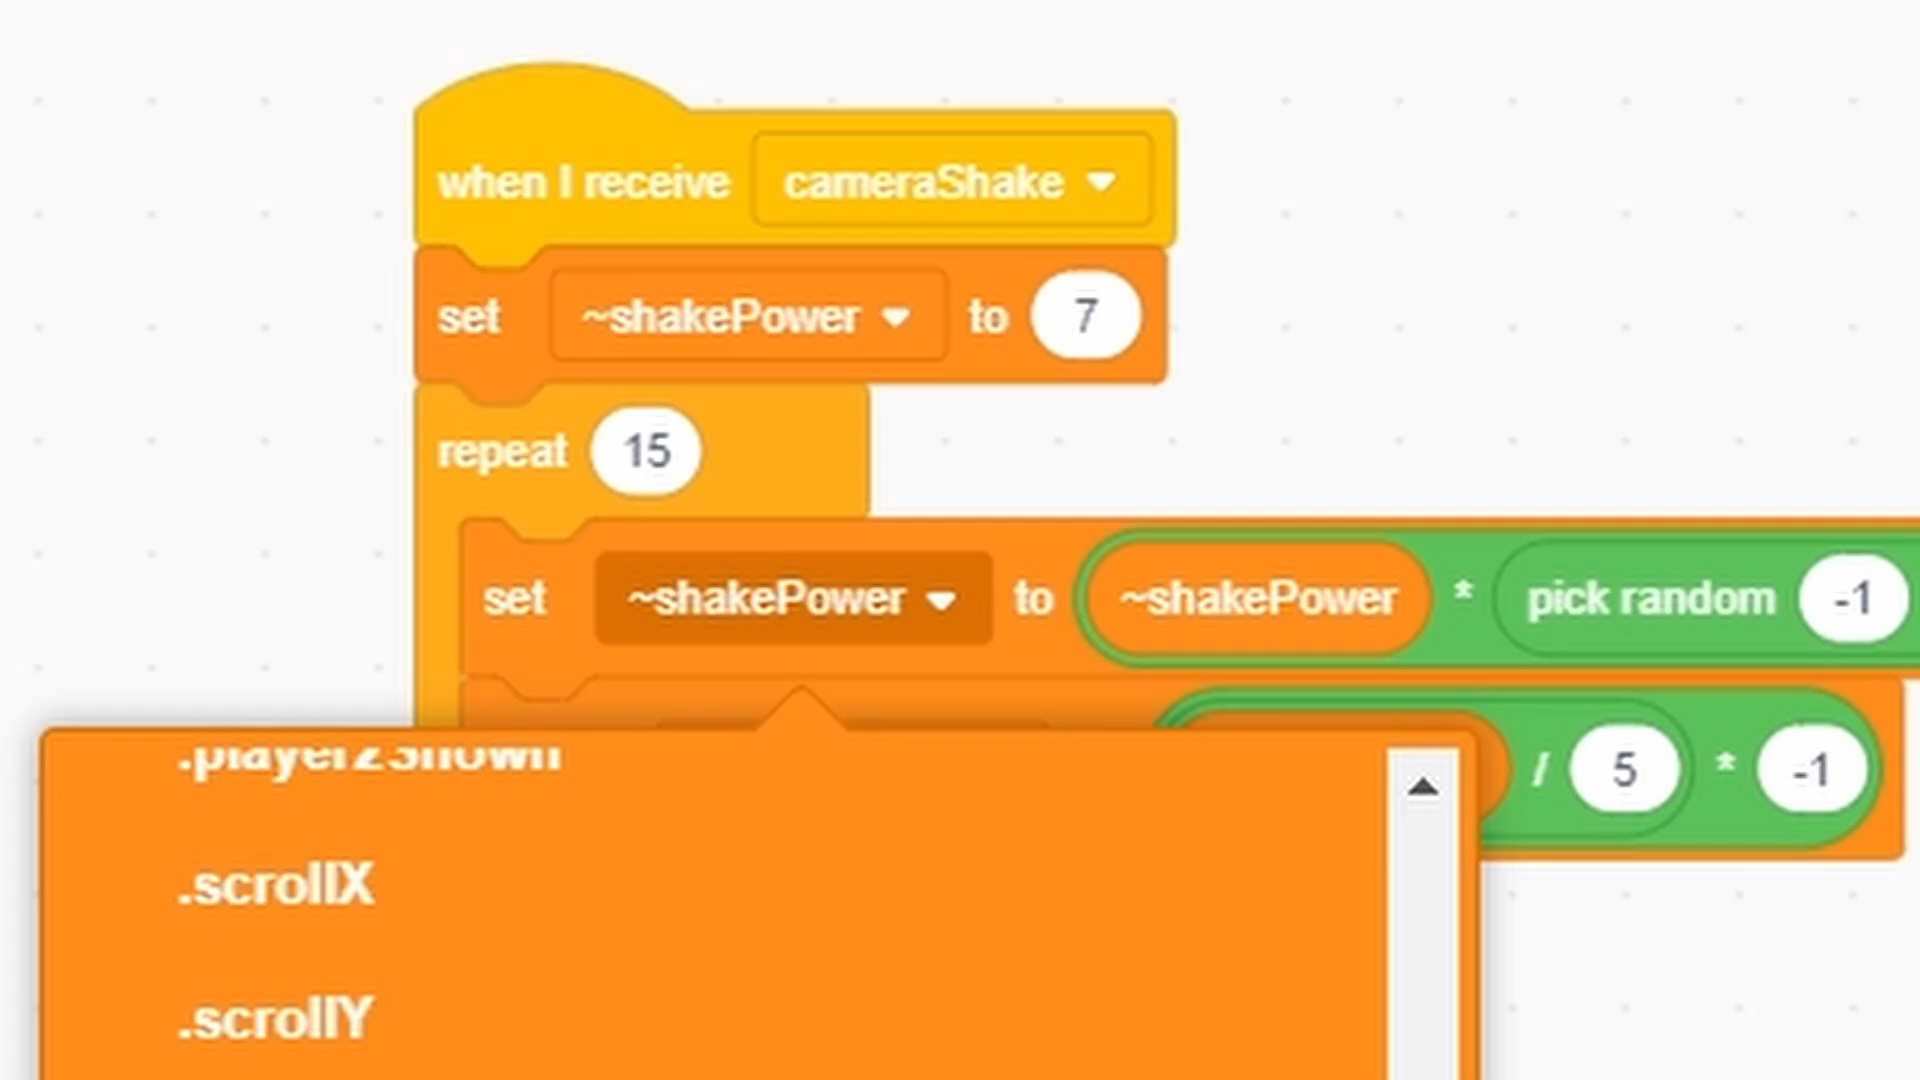 when I receive cameraShake
set ~shakePower to 7
repeat 15
set ~shakePower to ~shakePower * pick random -1
/ 5 * -1
.player2Shown
.scrollX
.scrollY